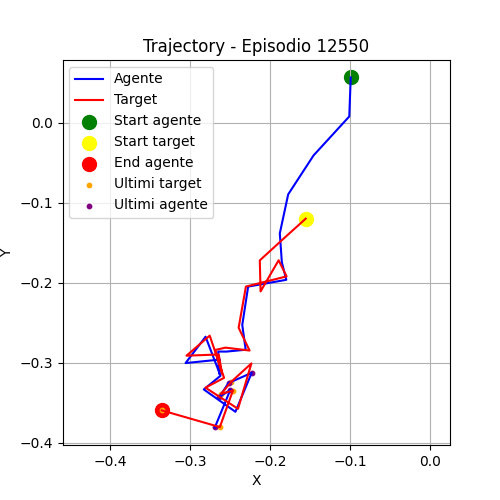 Trajectory - Episodio 12550
Agente
Target
Start agente
Start target
End agente
Ultimi target
Ultimi agente
Y
0.0
−0.1
−0.2
−0.3
−0.4
−0.4
−0.3
−0.2
−0.1
0.0
X